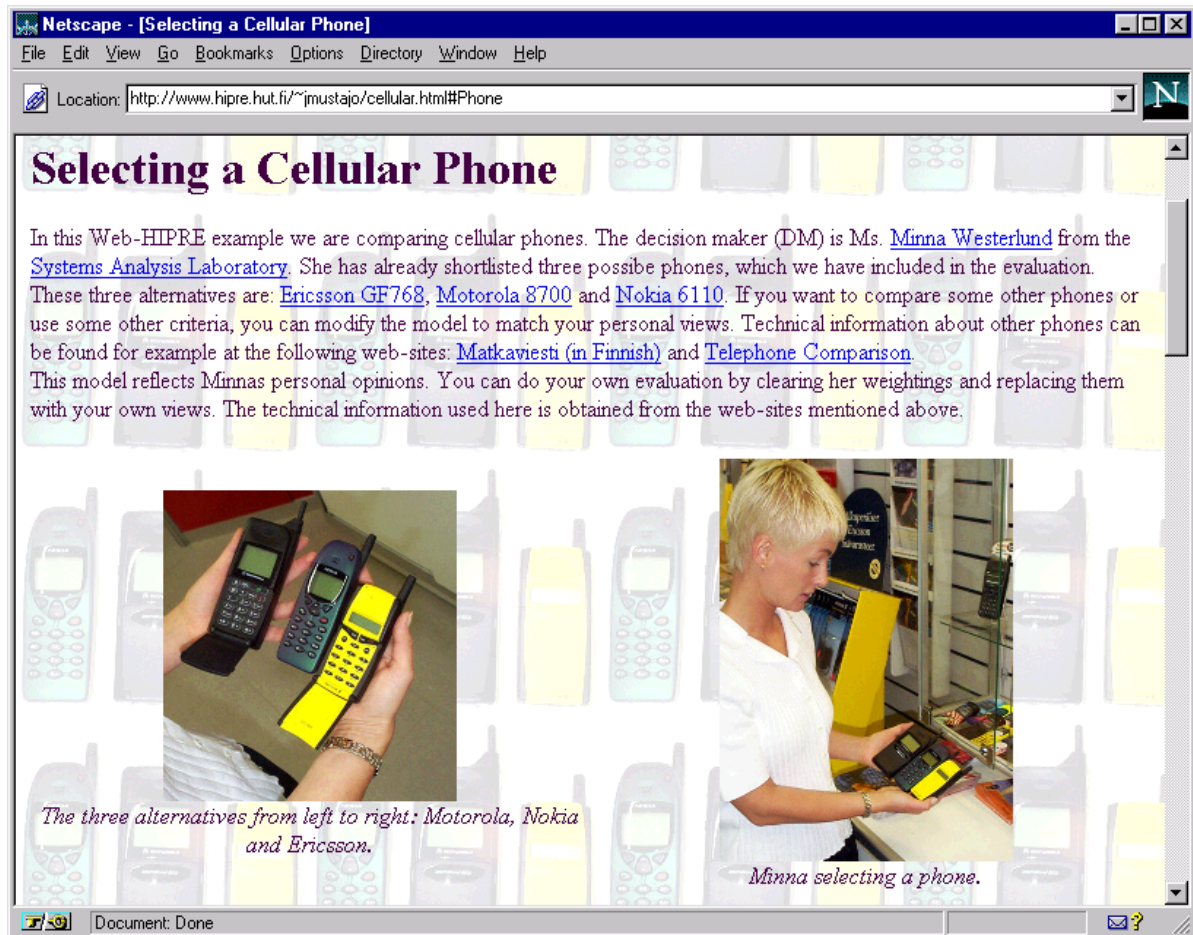 Netscape - [Selecting a Cellular Phone]
File Edit View Go Bookmarks Options Directory Window Help
Location: http://www.hipre.hut.fi/~jmustajo/cellular.html#Phone
N
Selecting a Cellular Phone
In this Web-HIPRE example we are comparing cellular phones. The decision maker (DM) is Ms. Minna Westerlund from the
Systems Analysis Laboratory. She has already shortlisted three possibe phones, which we have included in the evaluation.
These three alternatives are: Ericsson GF768, Motorola 8700 and Nokia 6110. If you want to compare some other phones or
use some other criteria, you can modify the model to match your personal views. Technical information about other phones can
be found for example at the following web-sites: Matkaviesti (in Finnish) and Telephone Comparison.
This model reflects Minnas personal opinions. You can do your own evaluation by clearing her weightings and replacing them
with your own views. The technical information used here is obtained from the web-sites mentioned above.
The three alternatives from left to right: Motorola, Nokia
and Ericsson.
Minna selecting a phone.
Document: Done